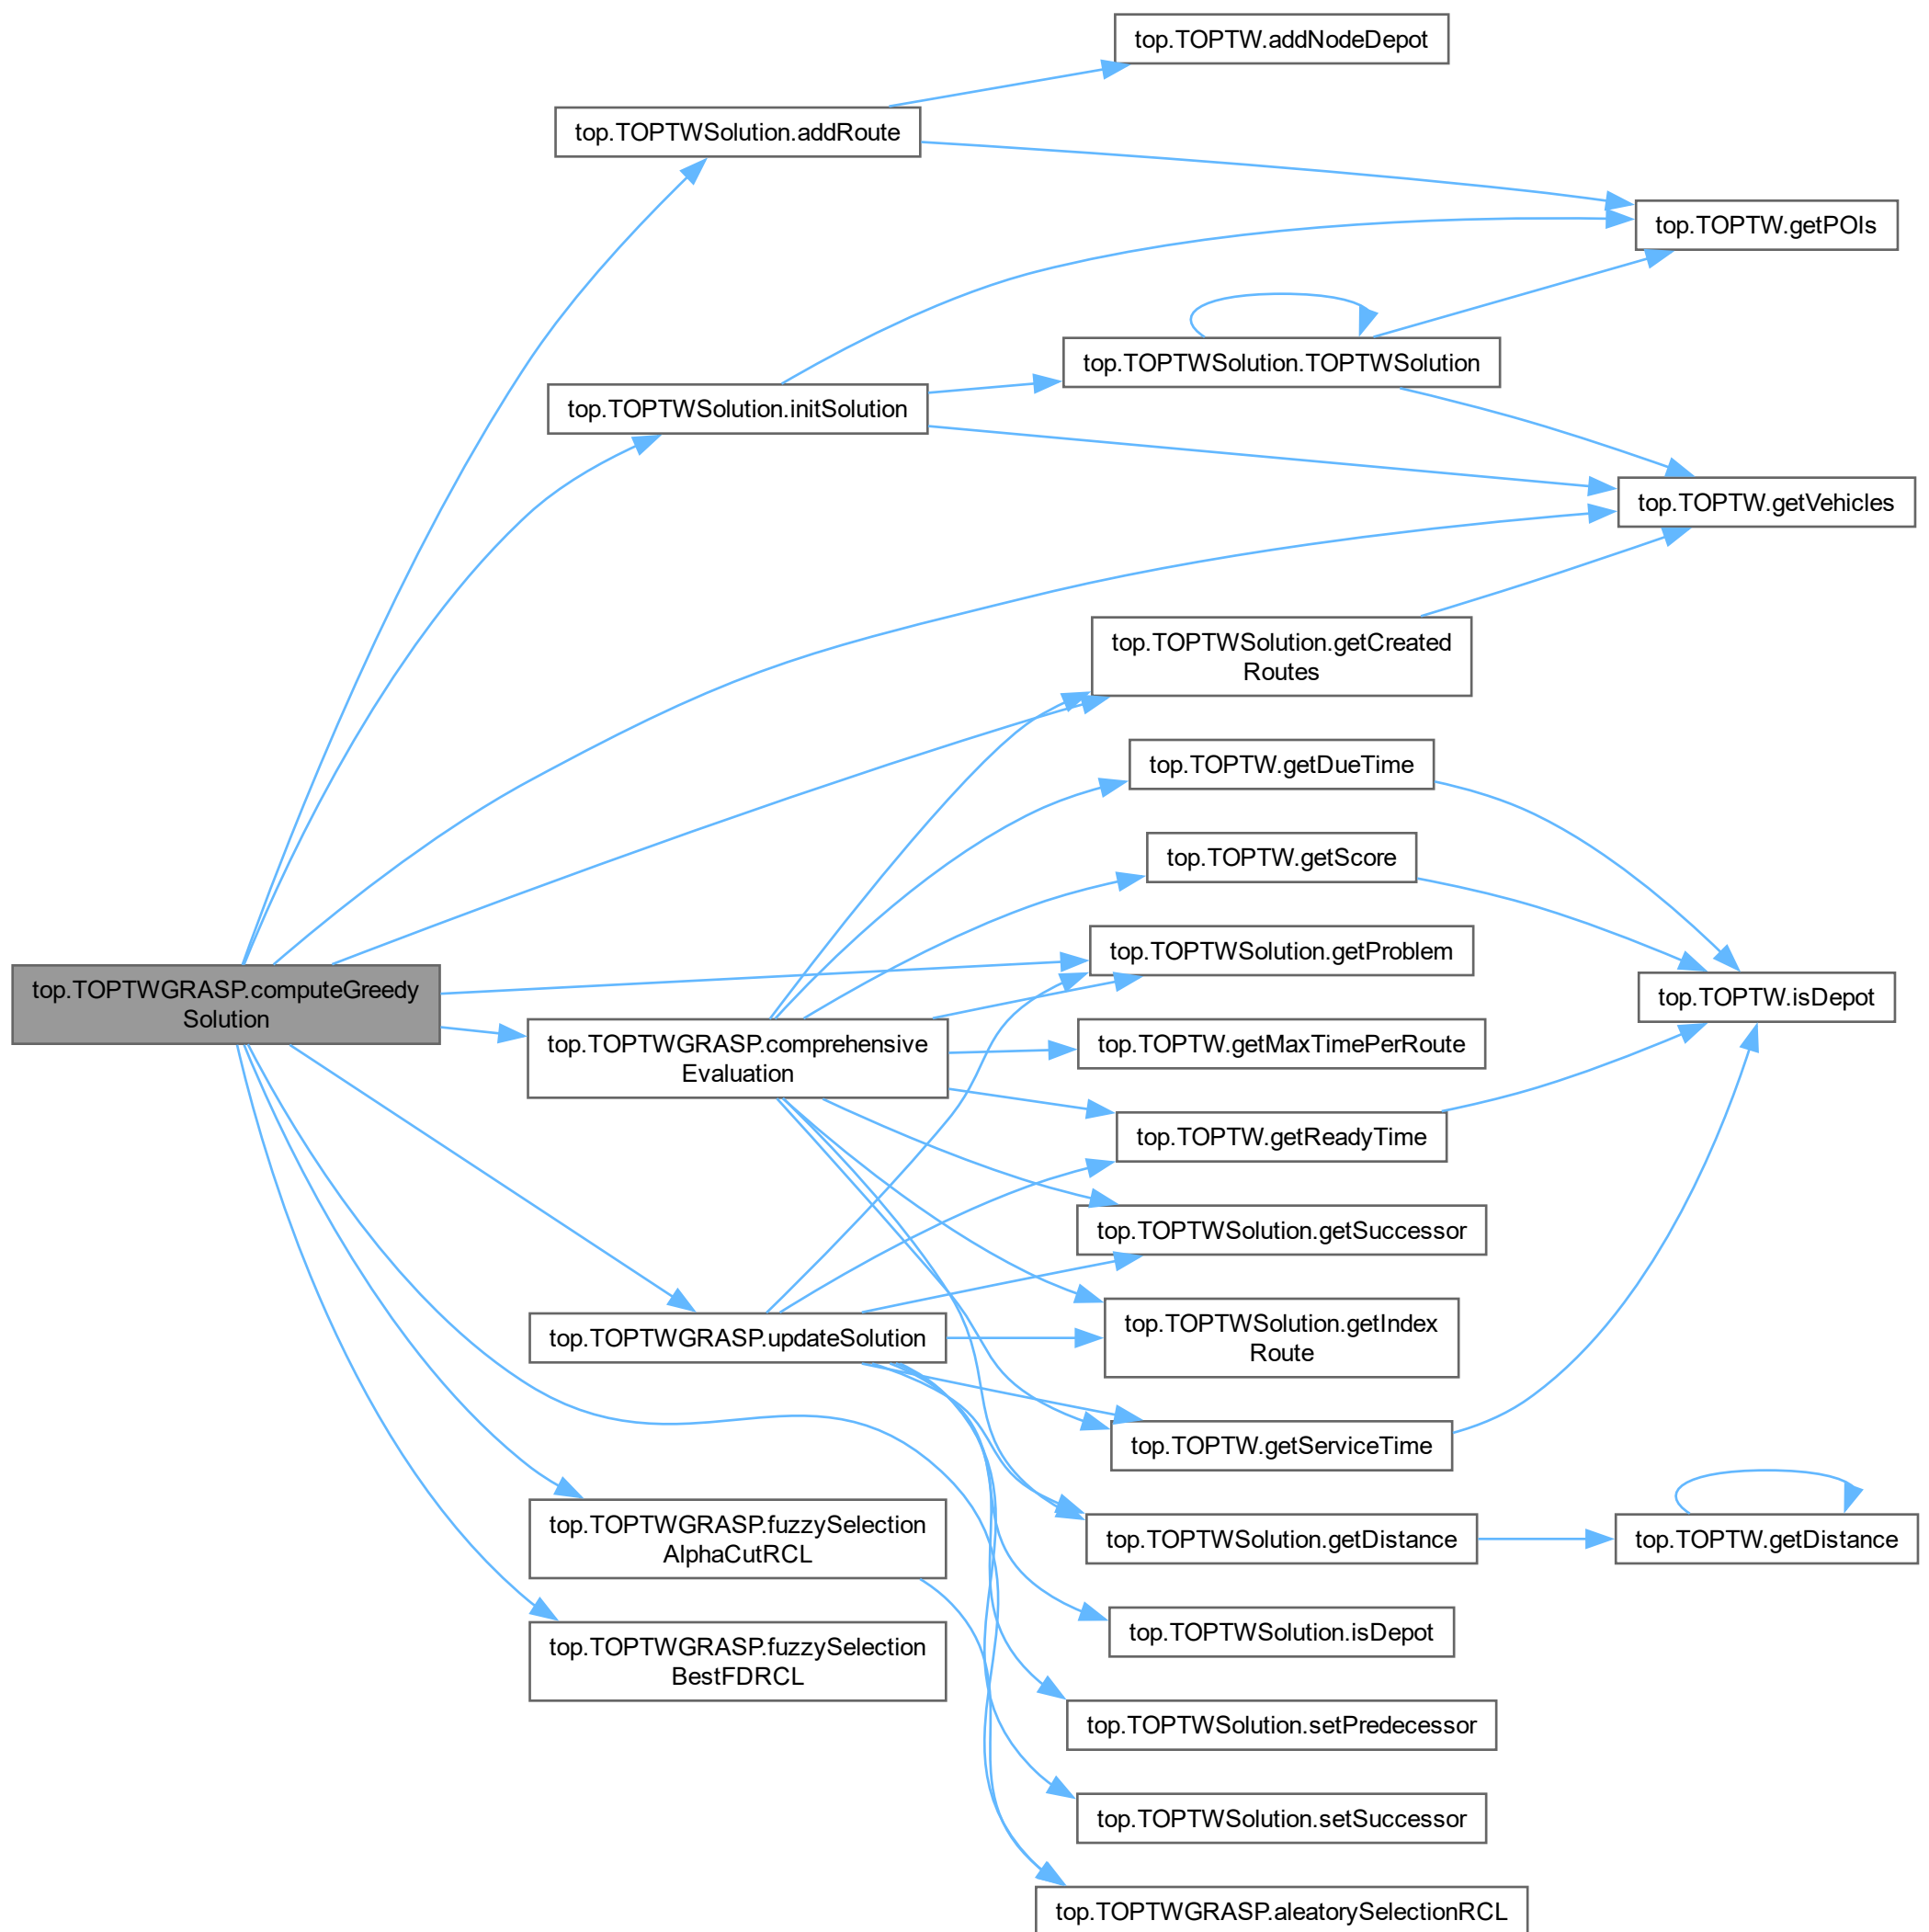 top.TOPTW.addNodeDepot
top.TOPTWSolution.addRoute
top.TOPTW.getPOIs
top.TOPTWSolution.TOPTWSolution
top.TOPTWSolution.initSolution
top.TOPTW.getVehicles
top.TOPTWSolution.getCreated
Routes
top.TOPTW.getDueTime
top.TOPTW.getScore
top.TOPTWSolution.getProblem
top.TOPTW.isDepot
top.TOPTWGRASP.computeGreedy
Solution
top.TOPTWGRASP.comprehensive
Evaluation
top.TOPTW.getMaxTimePerRoute
top.TOPTW.getReadyTime
top.TOPTWSolution.getSuccessor
top.TOPTWGRASP.updateSolution
top.TOPTWSolution.getIndex
Route
top.TOPTW.getServiceTime
top.TOPTWGRASP.fuzzySelection
AlphaCutRCL
top.TOPTWSolution.getDistance
top.TOPTW.getDistance
top.TOPTWSolution.isDepot
top.TOPTWGRASP.fuzzySelection
BestFDRCL
top.TOPTWSolution.setPredecessor
top.TOPTWSolution.setSuccessor
top.TOPTWGRASP.aleatorySelectionRCL